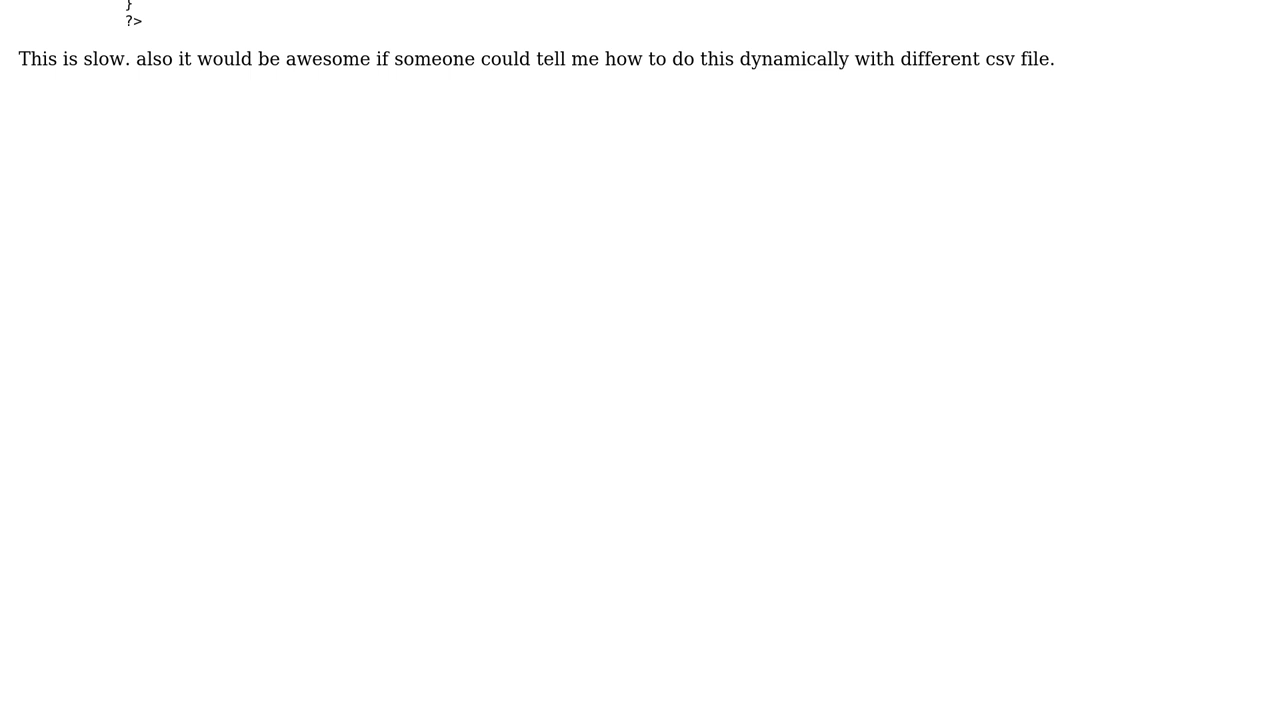 }
?>
This is slow. also it would be awesome if someone could tell me how to do this dynamically with different csv file.